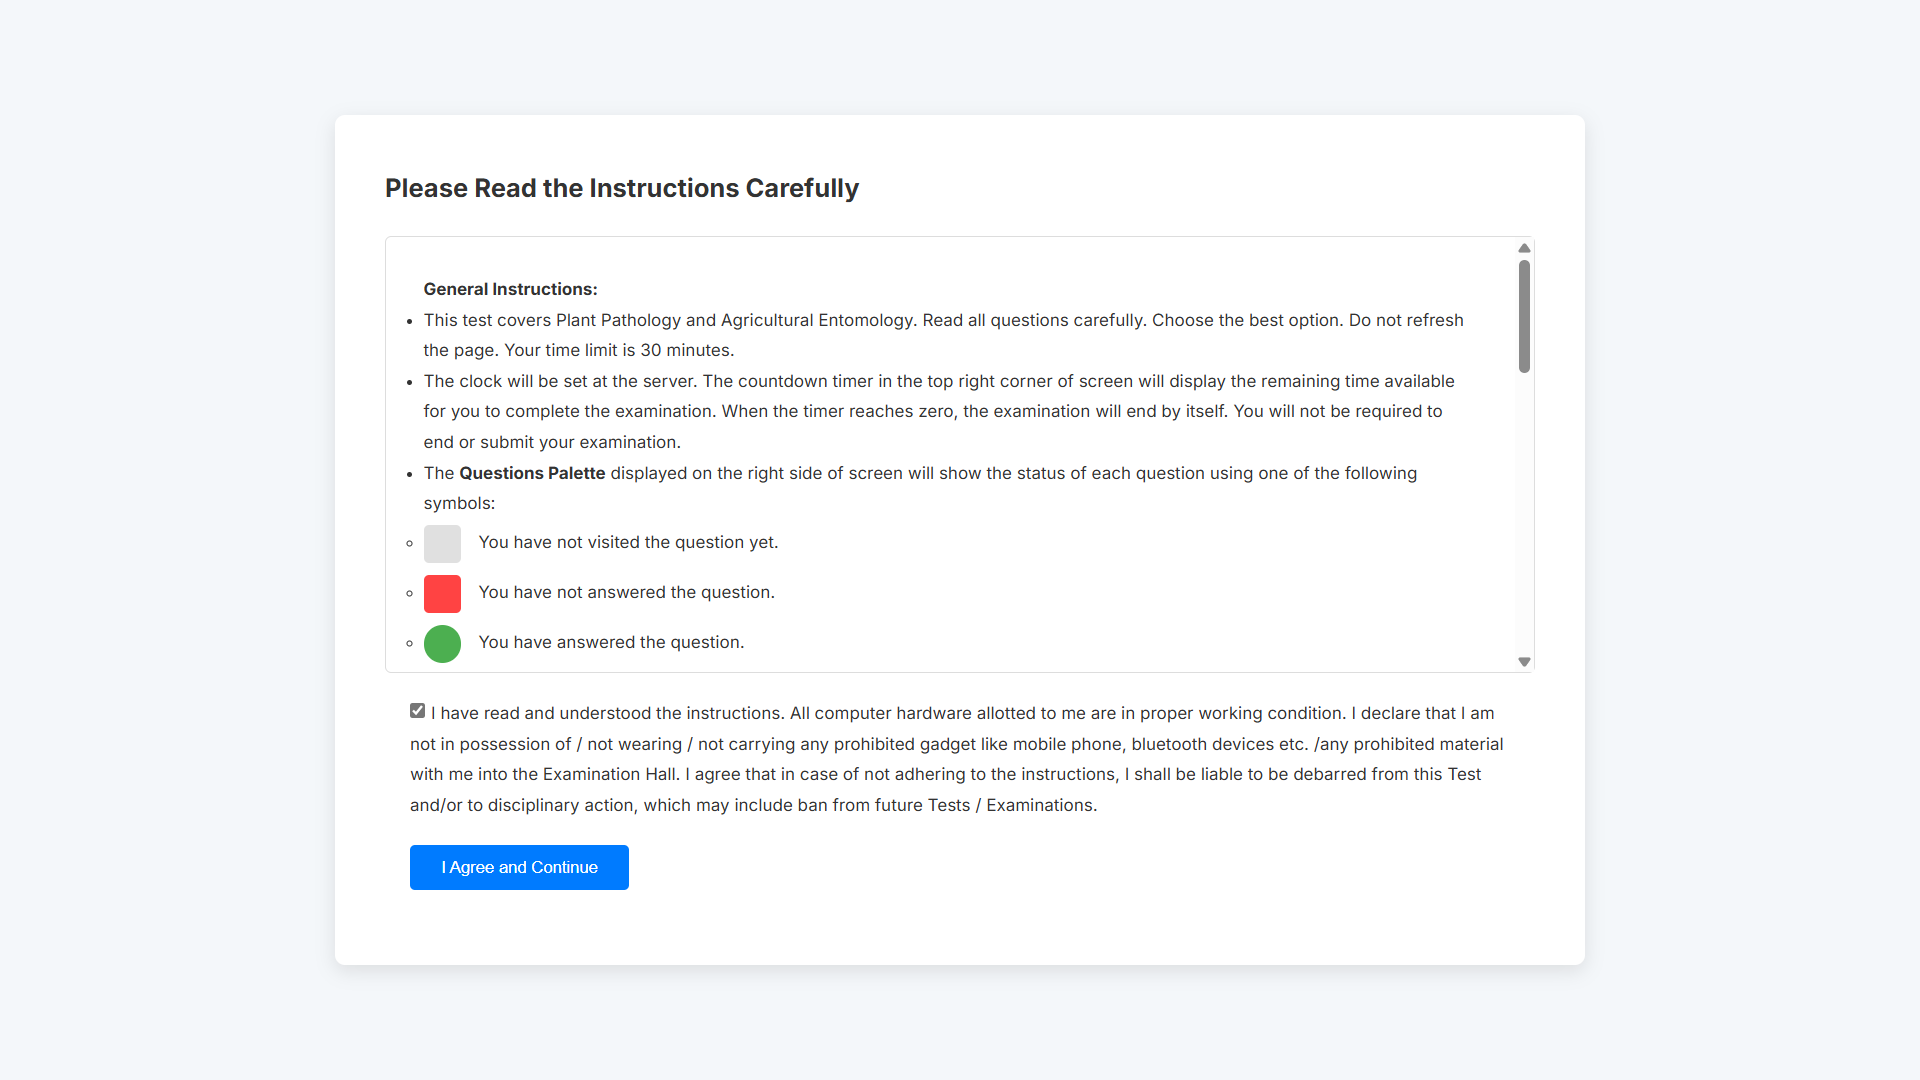 Please Read the Instructions Carefully
General Instructions:
This test covers Plant Pathology and Agricultural Entomology. Read all questions carefully. Choose the best option. Do not refresh
the page. Your time limit is 30 minutes.
The clock will be set at the server. The countdown timer in the top right corner of screen will display the remaining time available
for you to complete the examination. When the timer reaches zero, the examination will end by itself. You will not be required to
end or submit your examination.
The Questions Palette displayed on the right side of screen will show the status of each question using one of the following
symbols:
You have not visited the question yet.
You have not answered the question.
You have answered the question.
I have read and understood the instructions. All computer hardware allotted to me are in proper working condition. I declare that I am
not in possession of / not wearing / not carrying any prohibited gadget like mobile phone, bluetooth devices etc. /any prohibited material
with me into the Examination Hall. I agree that in case of not adhering to the instructions, I shall be liable to be debarred from this Test
and/or to disciplinary action, which may include ban from future Tests / Examinations.
I Agree and Continue